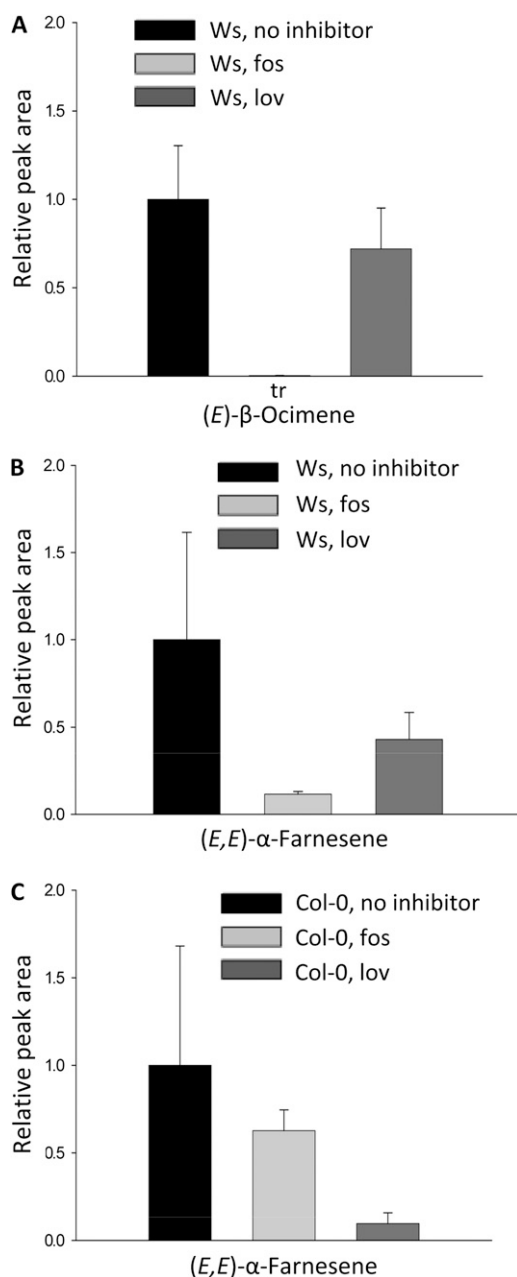 A
2.0
Ws, no inhibitor
Ws, fos
Ws, lov
1.5
1.0
0.5
0.0
Relative peak area
tr
(E)-β-Ocimene
B
2.0
Ws, no inhibitor
Ws, fos
Ws, lov
1.5
1.0
0.5
0.0
Relative peak area
(E,E)-α-Farnesene
C
2.0
Col-0, no inhibitor
Col-0, fos
Col-0, lov
1.5
1.0
0.5
0.0
Relative peak area
(E,E)-α-Farnesene